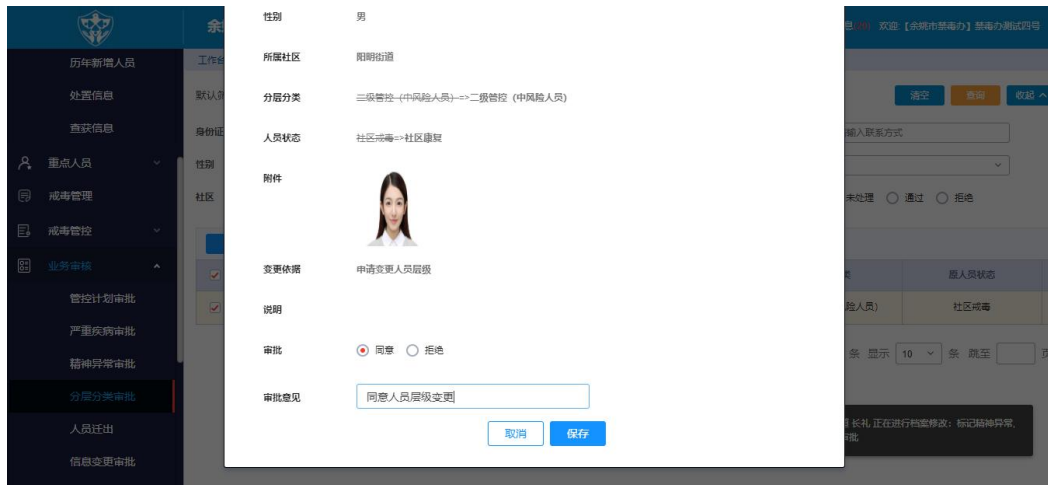 余
息(29) 欢迎【余姚市禁毒办】禁毒办测试四号
历年新增人员
处置信息
查获信息
重点人员
戒毒管理
戒毒管控
业务审核
管控计划审批
严重疾病审批
精神异常审批
分层分类审批
人员迁出
信息变更审批
工作台
默认
清空
查询
收起
身份证
输入联系方式
性别
社区
未处理
通过
拒绝
原人员状态
险人员）
社区戒毒
条 显示 10 条 跳至 页
长礼 正在进行档案修改：标记精神异常,
审批
性别 男
所属社区 阳明街道
分层分类 三级管控（中风险人员）=>二级管控（中风险人员)
人员状态 社区戒毒=>社区康复
附件
变更依据 申请变更人员层级
说明
审批 同意 拒绝
审批意见 同意人员层级变更
取消 保存